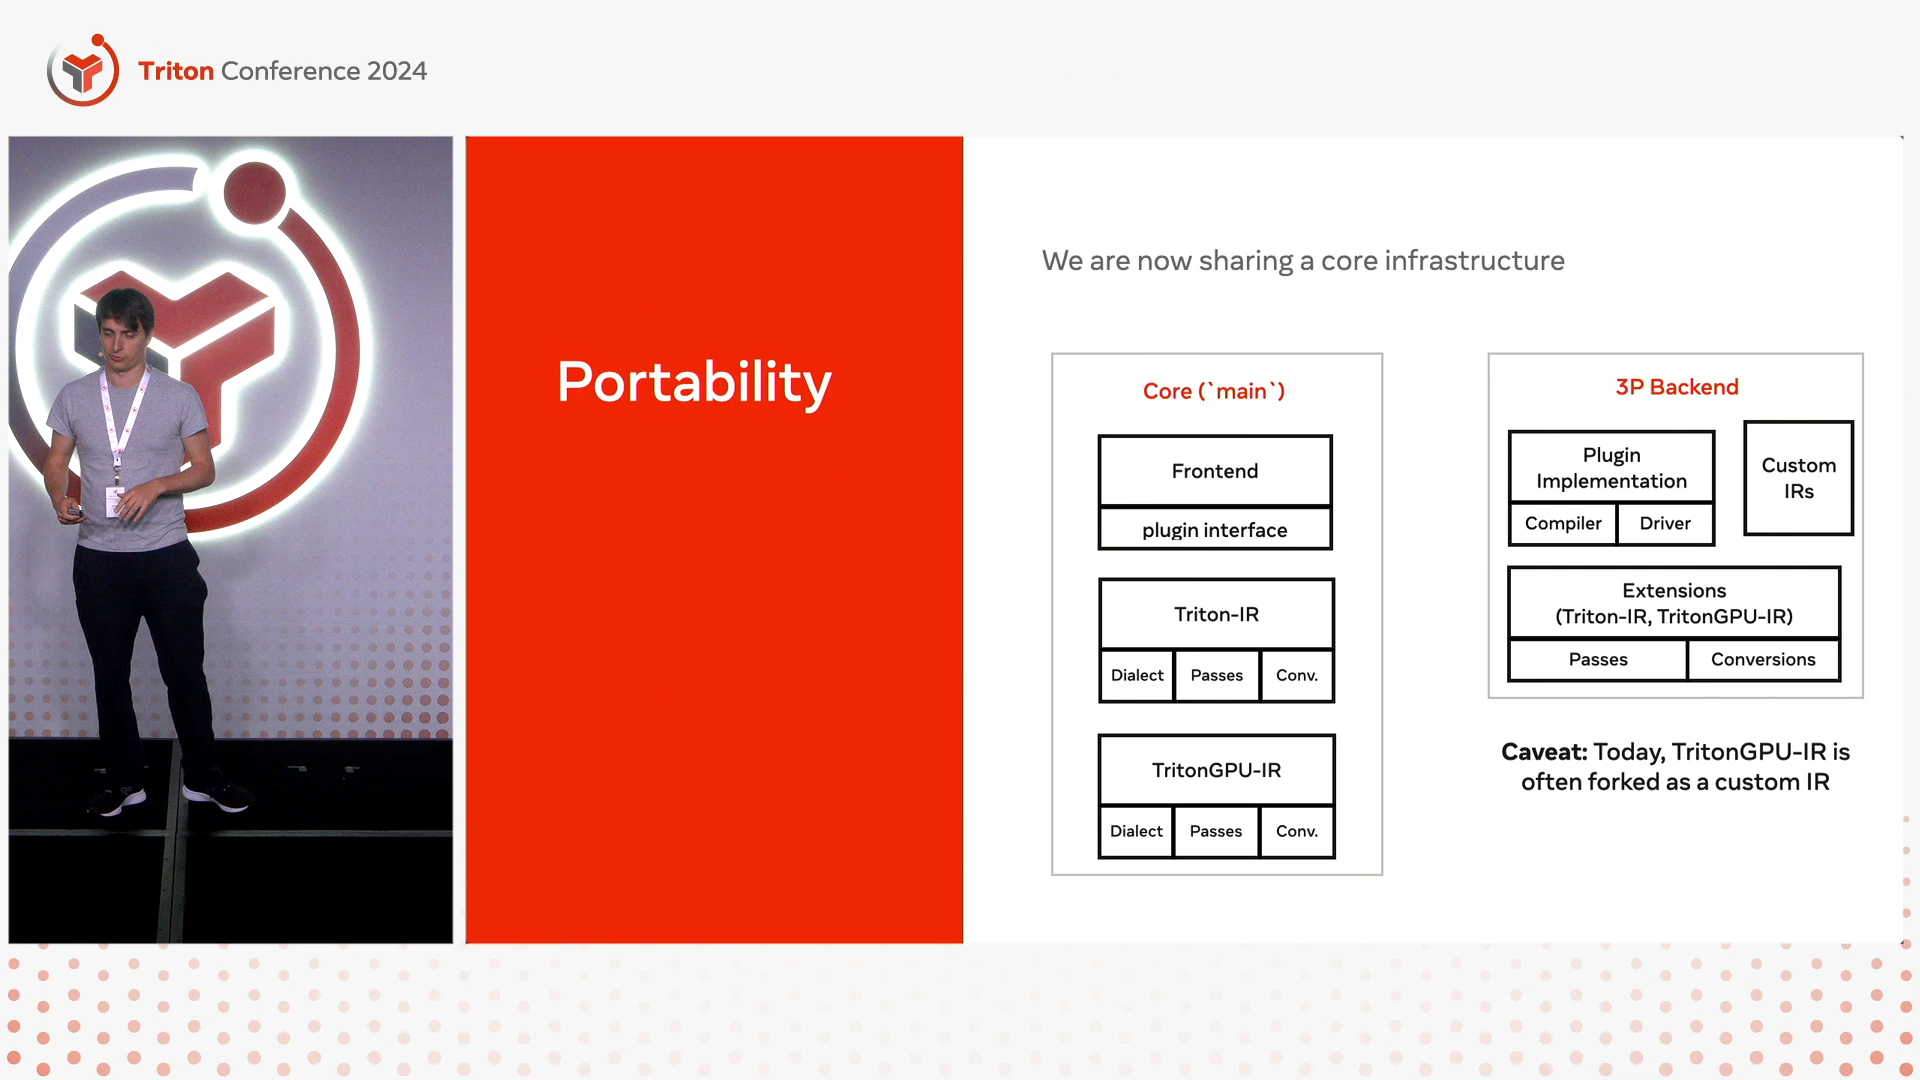 Triton Conference 2024
Portability
We are now sharing a core infrastructure
Core (`main`)
Frontend
plugin interface
Triton-IR
Dialect
Passes
Conv.
TritonGPU-IR
Dialect
Passes
Conv.
3P Backend
Plugin
Implementation
Compiler
Driver
Custom
IRs
Extensions
(Triton-IR, TritonGPU-IR)
Passes
Conversions
Caveat: Today, TritonGPU-IR is
often forked as a custom IR